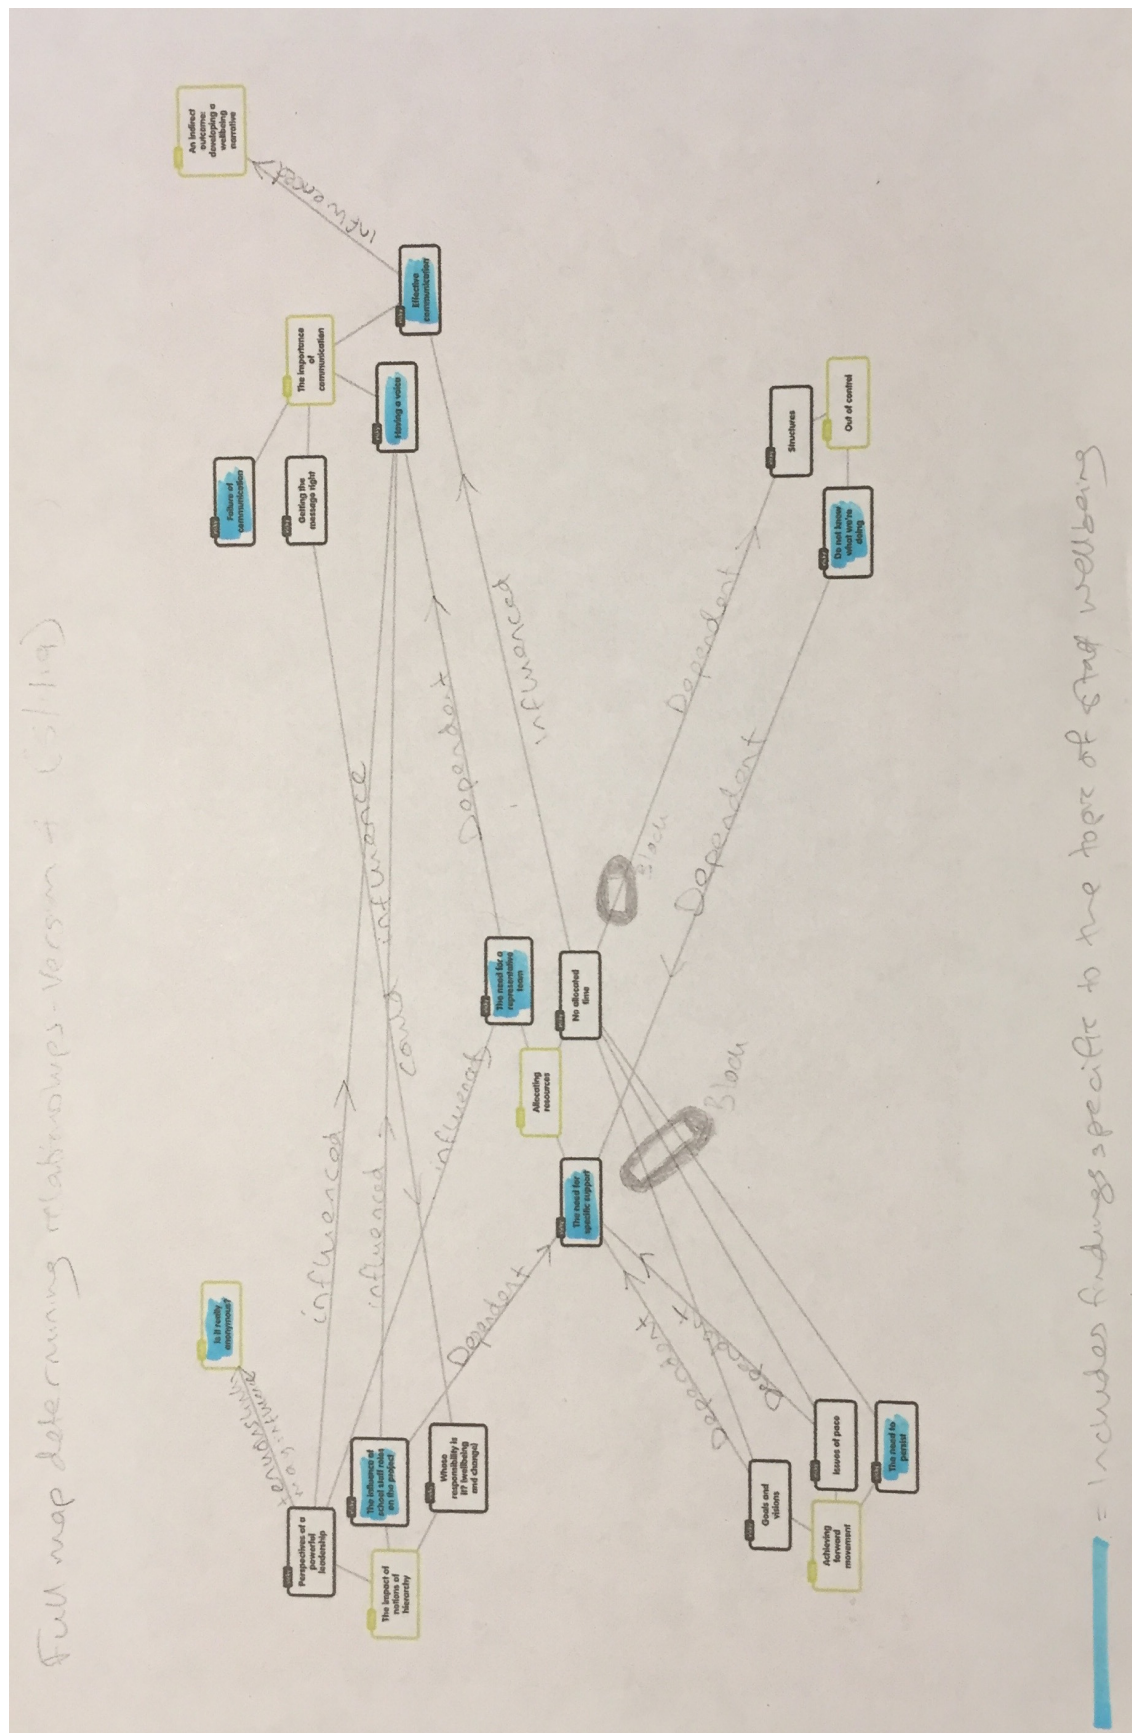 Full map determining relationships - Version 4
An indirect
outcome:
developing a
wellbeing
narrative
influenced
Effective
communication
The importance
of
communication
Having a voice
Failure of
communication
Getting the
message right
Structures
Out of control
Do not know
what we're
doing
influenced
Dependent
Dependent
Dependent
Block
could influence
The need for a
representative
team
No allocated
time
Allocating
resources
The need for
specific support
Block
influenced
influenced
influenced
Dependent
Dependent
Dependent
Is it really
anonymous?
Perspectives of a
powerful
leadership
The influence of
school staff roles
on the project
Whose
responsibility is
it? (wellbeing
and change)
The impact of
notions of
hierarchy
Goals and
visions
Issues of pace
The need to
persist
Achieving
forward
movement
= Includes findings specific to the topic of staff wellbeing